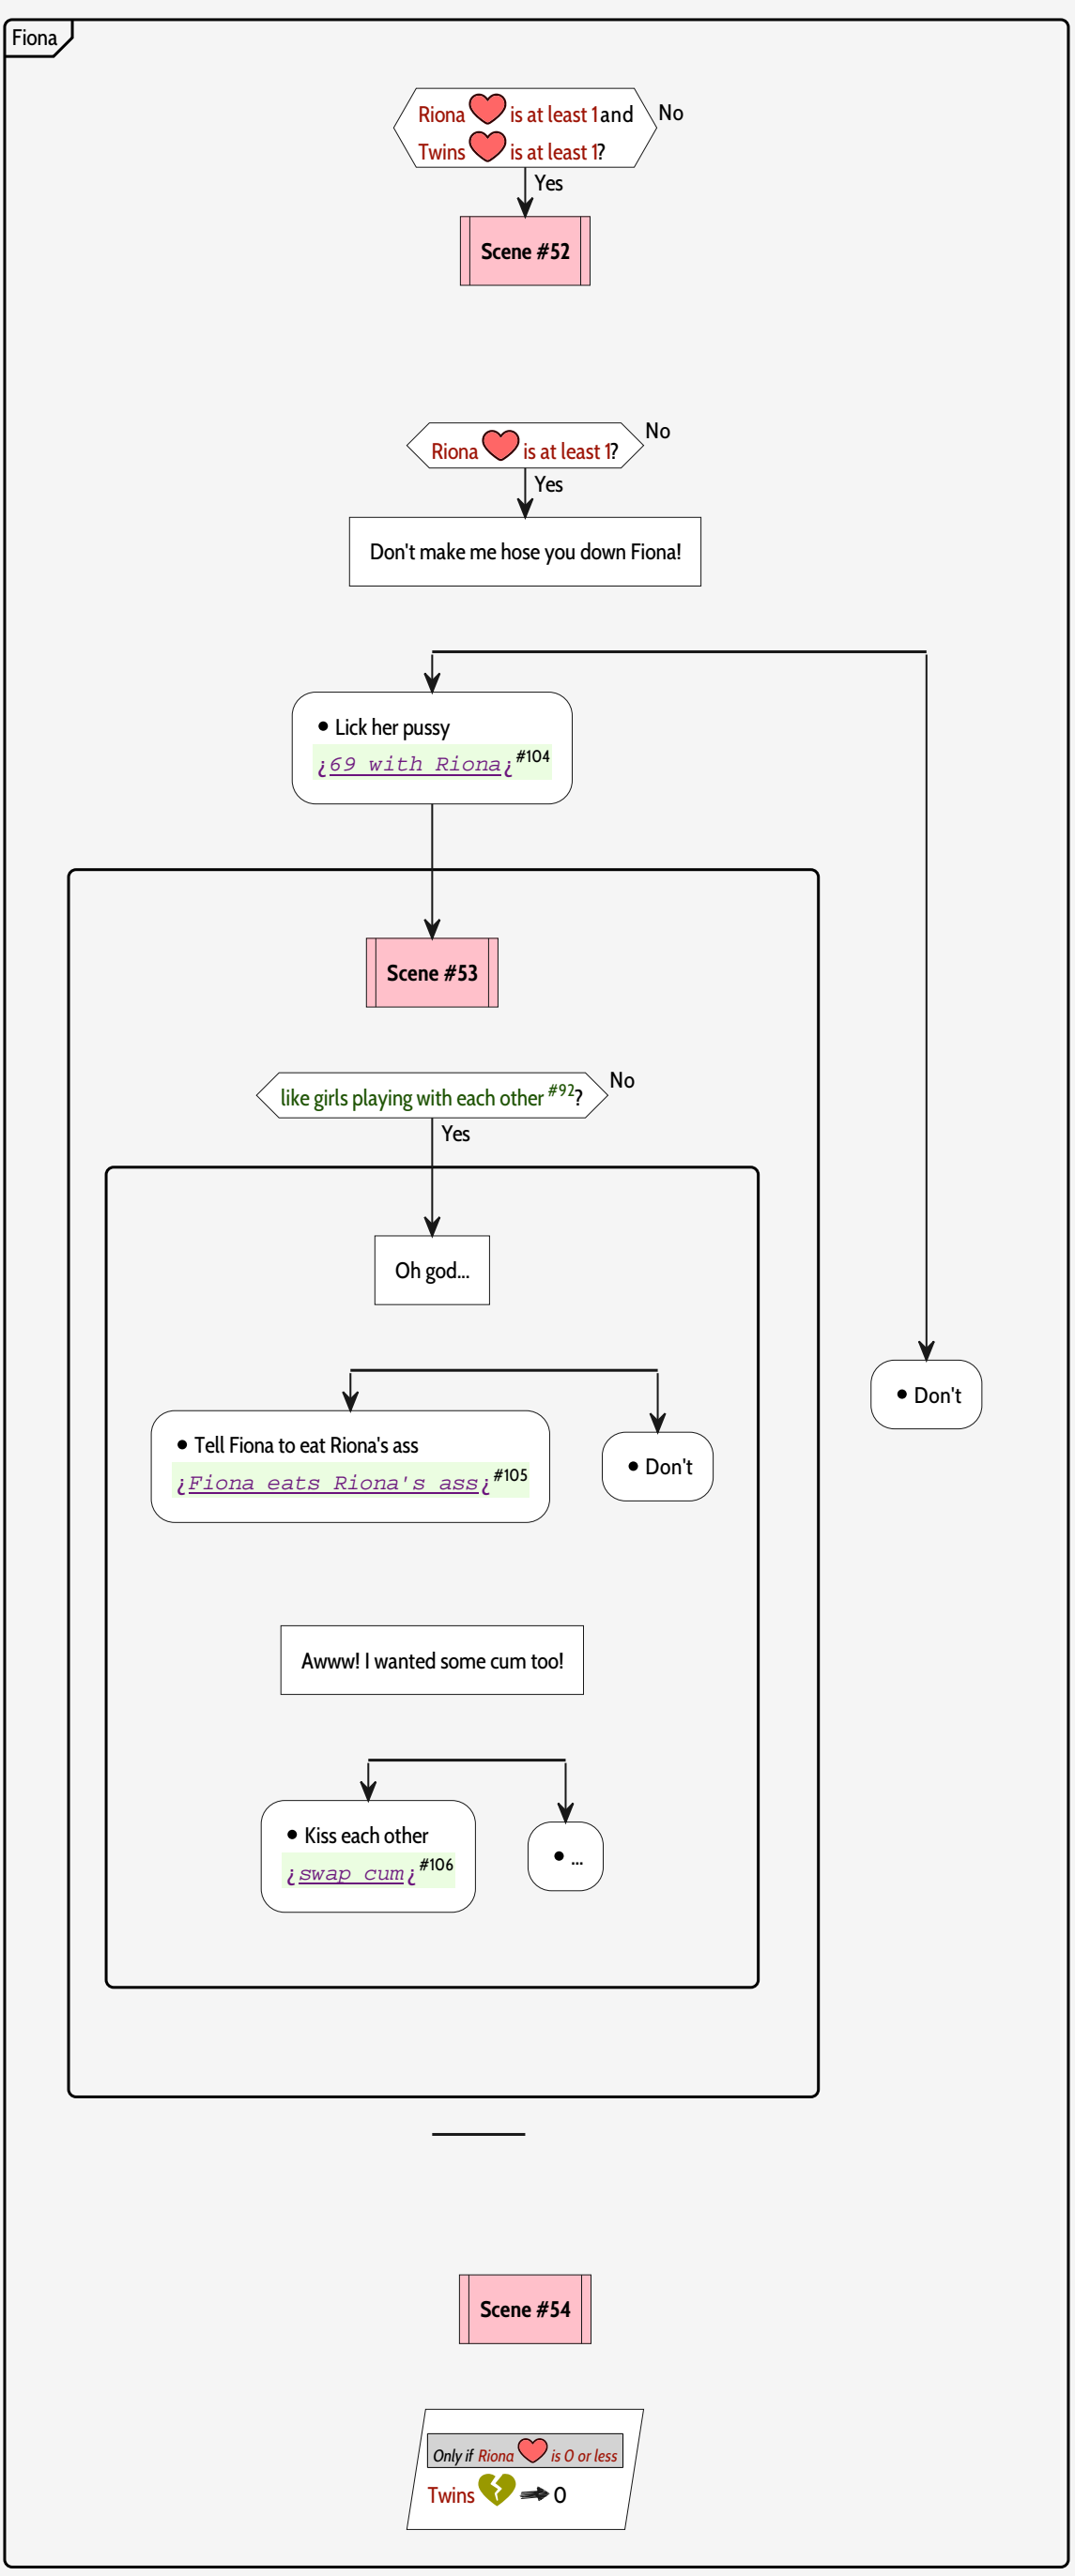 Fiona
Riona is at least 1 and
Twins is at least 1?
No
Yes
Scene #52
Riona is at least 1?
No
Yes
Don't make me hose you down Fiona!
• Lick her pussy
¿69 with Riona¿#104
Scene #53
like girls playing with each other #92?
No
Yes
Oh god...
• Don't
• Tell Fiona to eat Riona's ass
¿Fiona eats Riona's ass¿#105
• Don't
Awww! I wanted some cum too!
• Kiss each other
¿swap cum¿#106
• ...
Scene #54
Only if Riona is 0 or less
Twins 0